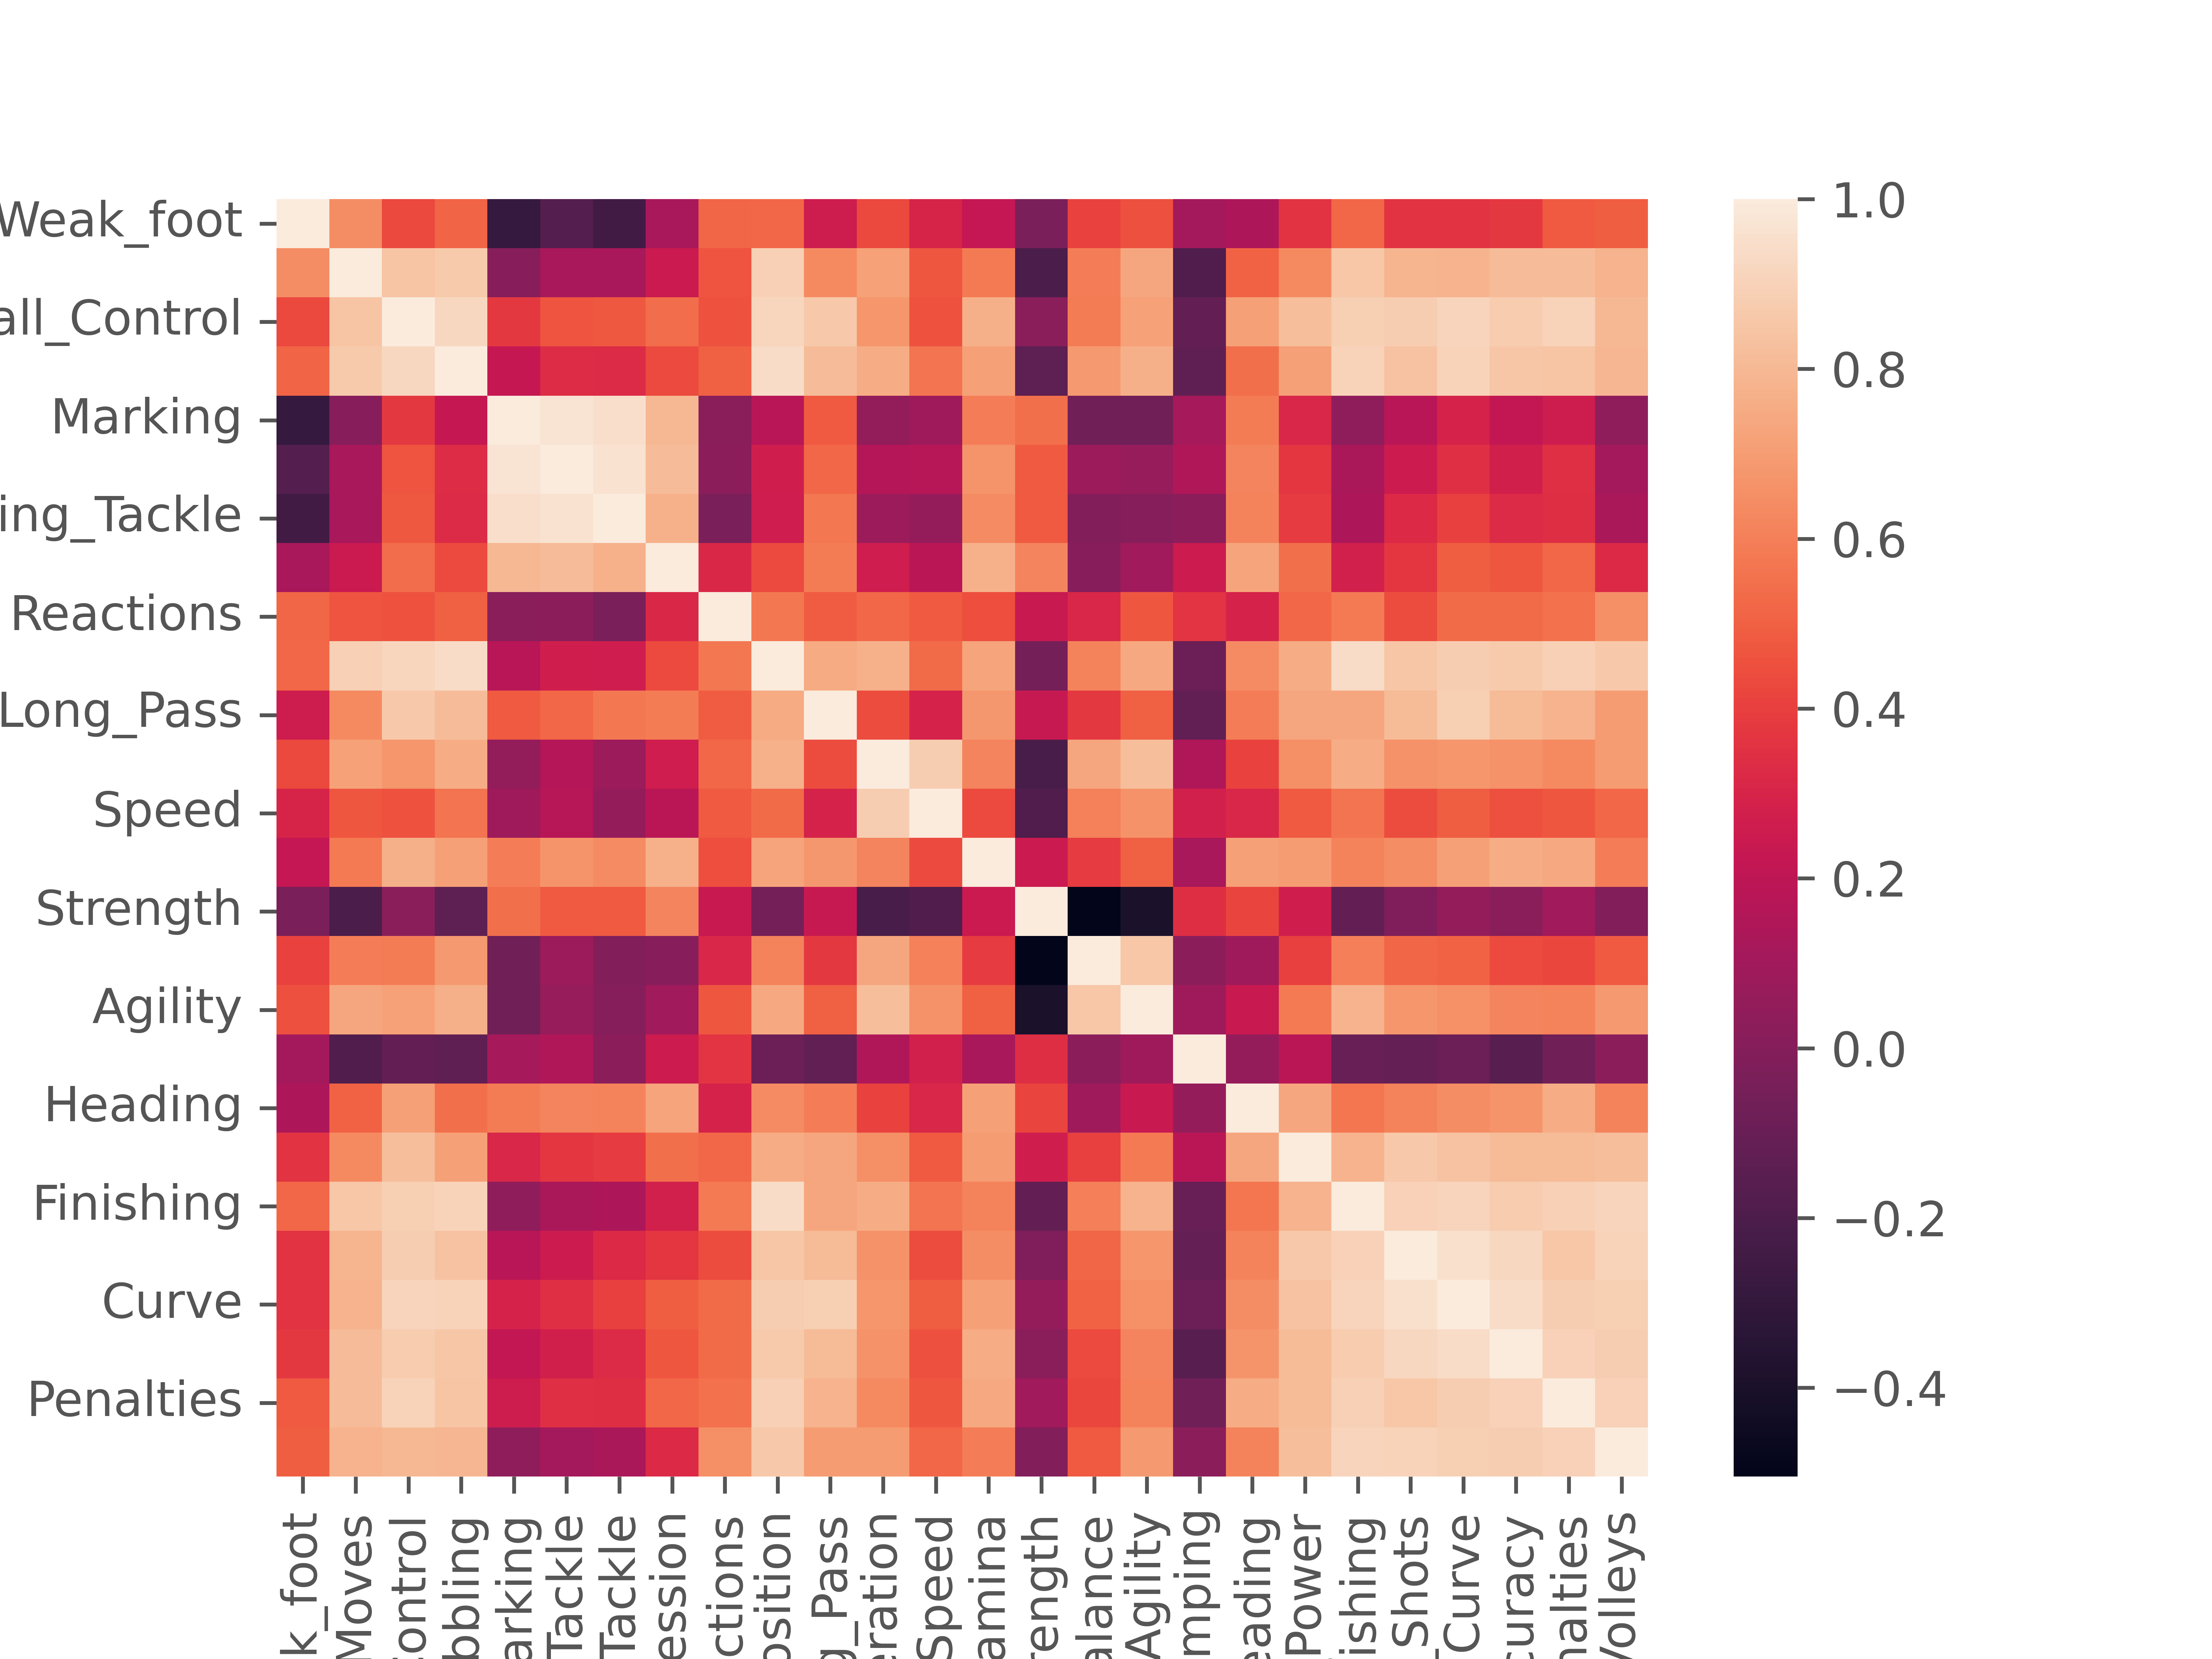 Weak_foot
all_Control
Marking
ing_Tackle
Reactions
Long_Pass
Speed
Strength
Agility
Heading
Finishing
Curve
Penalties
k_foot
Moves
ontrol
bbling
arking
Tackle
Tackle
ession
ctions
osition
g_Pass
eration
Speed
amina
rength
alance
Agility
mping
eading
Power
ishing
_Shots
Curve
curacy
nalties
Volleys
1.0
0.8
0.6
0.4
0.2
0.0
−0.2
−0.4